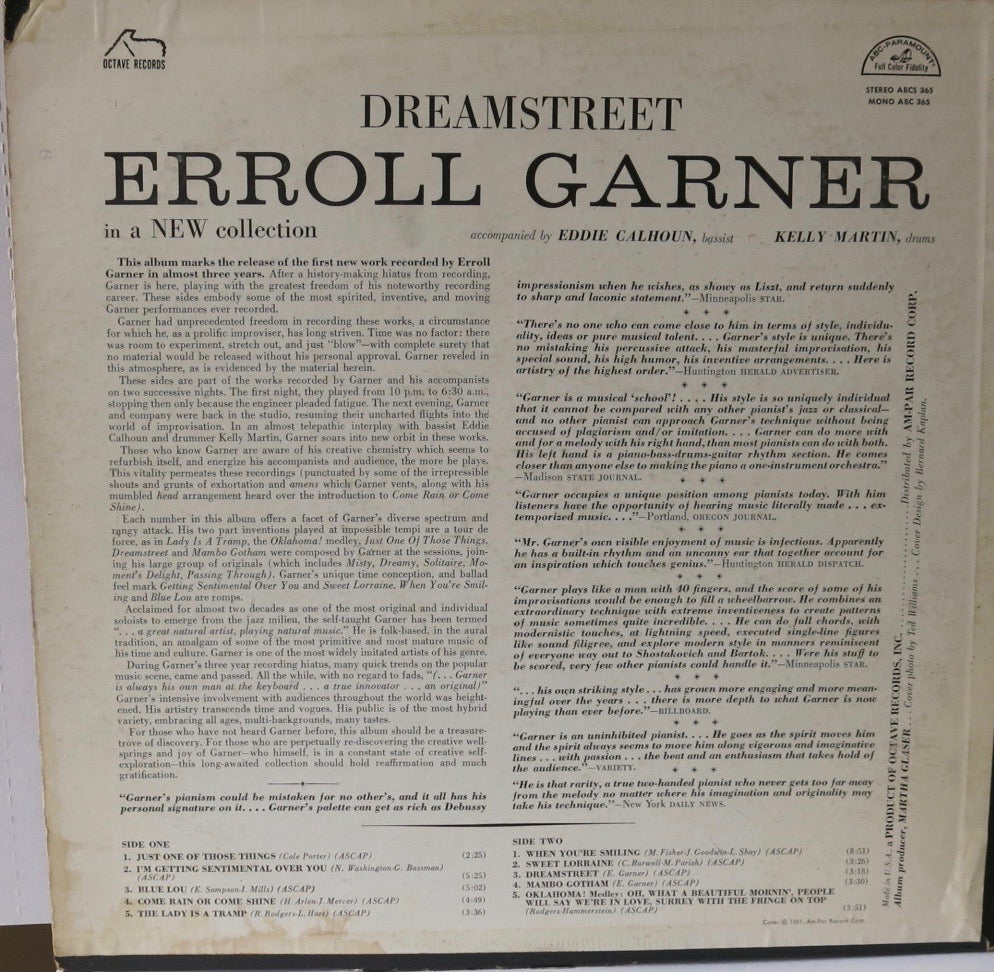 OCTAVE RECORDS
ABC-PARAMOUNT
Full Color Fidelity
STEREO ABCS 365
MONO ABC 365
DREAMSTREET
ERROLL GARNER
in a NEW collection
accompanied by EDDIE CALHOUN, bassist KELLY MARTIN, drums
This album marks the release of the first new work recorded by Erroll
Garner in almost three years. After a history-making hiatus from recording,
Garner is here, playing with the greatest freedom of his noteworthy recording
career. These sides embody some of the most spirited, inventive, and moving
Garner performances ever recorded.
Garner had unprecedented freedom in recording these works, a circumstance
for which he, as a prolific improviser, has long striven. Time was no factor: there
was room to experiment, stretch out, and just "blow"—with complete surety that
no material would be released without his personal approval. Garner reveled in
this atmosphere, as is evidenced by the material herein.
These sides are part of the works recorded by Garner and his accompanists
on two successive nights. The first night, they played from 10 p.m. to 6:30 a.m.,
stopping then only because the engineer pleaded fatigue. The next evening, Garner
and company were back in the studio, resuming their uncharted flights into the
world of improvisation. In an almost telepathic interplay with bassist Eddie
Calhoun and drummer Kelly Martin, Garner soars into new orbit in these works.
Those who know Garner are aware of his creative chemistry which seems to
refurbish itself, and energize his accompanists and audience, the more he plays.
This vitality permeates these recordings (punctuated by some of the irrepressible
shouts and grunts of exhortation and amens which Garner vents, along with his
mumbled head arrangement heard over the introduction to Come Rain or Come
Shine).
Each number in this album offers a facet of Garner's diverse spectrum and
rangy attack. His two part inventions played at impossible tempi are a tour de
force, as in Lady Is A Tramp, the Oklahoma! medley, Just One Of Those Things.
Dreamstreet and Mambo Gotham were composed by Garner at the sessions, join-
ing his large group of originals (which includes Misty, Dreamy, Solitaire, Mo-
ment's Delight, Passing Through). Garner's unique time conception, and ballad
feel mark Getting Sentimental Over You and Sweet Lorraine. When You're Smil-
ing and Blue Lou are romps.
Acclaimed for almost two decades as one of the most original and individual
soloists to emerge from the jazz milieu, the self-taught Garner has been termed
". . . a great natural artist, playing natural music." He is folk-based, in the aural
tradition, an amalgam of some of the most primitive and most mature music of
his time and culture. Garner is one of the most widely imitated artists of his genre.
During Garner's three year recording hiatus, many quick trends on the popular
music scene, came and passed. All the while, with no regard to fads, "(. . . Garner
is always his own man at the keyboard . . . a true innovator . . . an original)"
Garner's intensive involvement with audiences throughout the world was height-
ened. His artistry transcends time and vogues. His public is of the most hybrid
variety, embracing all ages, multi-backgrounds, many tastes.
For those who have not heard Garner before, this album should be a treasure-
trove of discovery. For those who are perpetually re-discovering the creative well-
springs and joy of Garner—who himself, is in a constant state of creative self-
exploration—this long-awaited collection should hold reaffirmation and much
gratification.
"Garner's pianism could be mistaken for no other's, and it all has his
personal signature on it. . . . Garner's palette can get as rich as Debussy
impressionism when he wishes, as showy as Liszt, and return suddenly
to sharp and laconic statement."—Minneapolis STAR.
"There's no one who can come close to him in terms of style, individu-
ality, ideas or pure musical talent. . . . Garner's style is unique. There's
no mistaking his percussive attack, his masterful improvisation, his
special sound, his high humor, his inventive arrangements. . . . Here is
artistry of the highest order."—Huntington HERALD ADVERTISER.
"Garner is a musical 'school'! . . . . His style is so uniquely individual
that it cannot be compared with any other pianist's jazz or classical—
and no other pianist can approach Garner's technique without being
accused of plagiarism and/or imitation. . . . Garner can do more with
and for a melody with his right hand, than most pianists can do with both.
His left hand is a piano-bass-drums-guitar rhythm section. He comes
closer than anyone else to making the piano a one-instrument orchestra."
—Madison STATE JOURNAL.
"Garner occupies a unique position among pianists today. With him
listeners have the opportunity of hearing music literally made . . . ex-
temporized music. . . ."—Portland, OREGON JOURNAL.
"Mr. Garner's own visible enjoyment of music is infectious. Apparently
he has a built-in rhythm and an uncanny ear that together account for
an inspiration which touches genius."—Huntington HERALD DISPATCH.
"Garner plays like a man with 40 fingers, and the score of some of his
improvisations would be enough to fill a wheelbarrow. He combines an
extraordinary technique with extreme inventiveness to create patterns
of music sometimes quite incredible. . . . He can do full chords, with
modernistic touches, at lightning speed, executed single-line figures
like sound filigree, and explore modern style in manners reminiscent
of everyone way out to Shostakovich and Bartok. . . . Were his stuff to
be scored, very few other pianists could handle it."—Minneapolis STAR.
". . . his own striking style . . . has grown more engaging and more mean-
ingful over the years . . . there is more depth to what Garner is now
playing than ever before."—BILLBOARD.
"Garner is an uninhibited pianist. . . . He goes as the spirit moves him
and the spirit always seems to move him along vigorous and imaginative
lines . . . with passion . . . the beat and an enthusiasm that takes hold of
the audience."—VARIETY.
"He is that rarity, a true two-handed pianist who never gets too far away
from the melody no matter where his imagination and originality may
take his technique."—New York DAILY NEWS.
SIDE ONE
1. JUST ONE OF THOSE THINGS (Cole Porter) (ASCAP) (2:25)
2. I'M GETTING SENTIMENTAL OVER YOU (N. Washington-G. Bassman)
(ASCAP) (5:25)
3. BLUE LOU (E. Sampson-I. Mills) (ASCAP) (5:02)
4. COME RAIN OR COME SHINE (H. Arlen-J. Mercer) (ASCAP) (4:49)
5. THE LADY IS A TRAMP (R. Rodgers-L. Hart) (ASCAP) (3:36)
SIDE TWO
1. WHEN YOU'RE SMILING (M. Fisher-J. Goodwin-L. Shay) (ASCAP) (8:51)
2. SWEET LORRAINE (C. Burwell-M. Parish) (ASCAP) (3:26)
3. DREAMSTREET (E. Garner) (ASCAP) (3:18)
4. MAMBO GOTHAM (E. Garner) (ASCAP) (3:30)
5. OKLAHOMA! Medley: OH, WHAT A BEAUTIFUL MORNIN', PEOPLE
WILL SAY WE'RE IN LOVE, SURREY WITH THE FRINGE ON TOP
(Rodgers-Hammerstein) (ASCAP) (3:51)
Cover © 1961, Am-Par Record Corp.
Made in U.S.A., a PRODUCT OF OCTAVE RECORDS, INC. . . . . . . . . Distributed by AM-PAR RECORD CORP.
Album producer, MARTHA GLASER . . . Cover photo by Ted Williams . . . Cover Design by Bernard Kaplan.